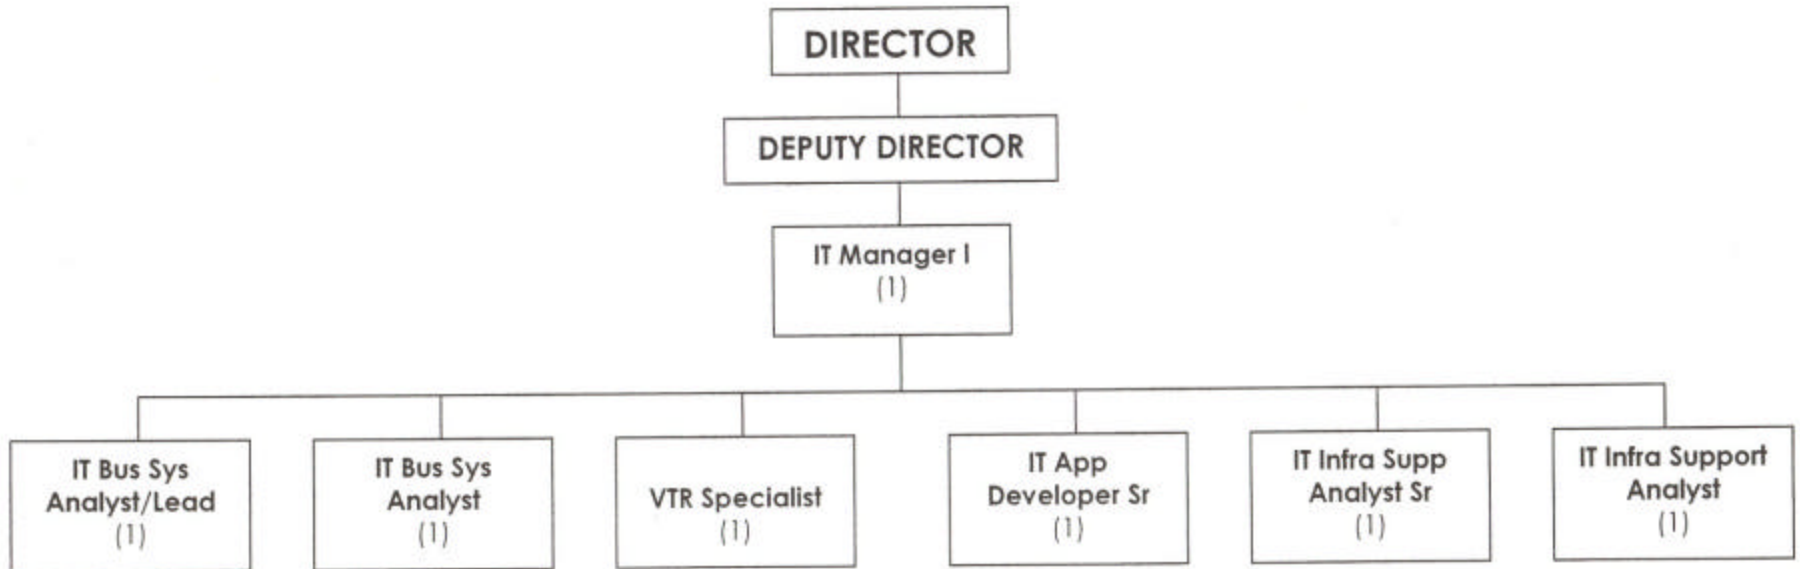 DIRECTOR
DEPUTY DIRECTOR
IT Manager I
(1)
IT Bus Sys
Analyst/Lead
(1)
IT Bus Sys
Analyst
(1)
VTR Specialist
(1)
IT App
Developer Sr
(1)
IT Infra Supp
Analyst Sr
(1)
IT Infra Support
Analyst
(1)